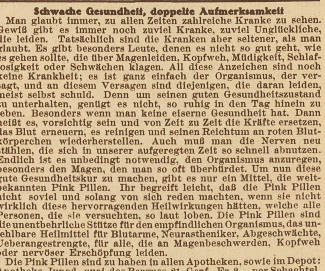 Schwache Gesundheit, doppelte Aufmerksamkeit
Man glaubt immer, zu allen Zeiten zahlreiche Kranke zu sehen.
Gewiß gibt es immer noch zuviel Kranke, zuviel Unglückliche,
die leiden. Tatsächlich sind die Kranken aber seltener, als man
glaubt. Es gibt besonders Leute, denen es nicht so gut geht, wie
es gehen sollte, die über Magenleiden, Kopfweh, Müdigkeit, Schlaf-
losigkeit oder Schwächen klagen. All diese Anzeichen sind noch
keine Krankheit; es ist ganz einfach der Organismus, der ver-
sagt, und an diesem Versagen sind diejenigen, die daran leiden,
meist selbst schuld. Denn um seinen guten Gesundheitszustand
zu unterhalten, genügt es nicht, so ruhig in den Tag hinein zu
leben. Besonders wenn man keine eiserne Gesundheit hat. Dann
heißt es, vorsichtig sein und von Zeit zu Zeit die Kräfte ersetzen,
das Blut erneuern, es reinigen und seinen Reichtum an roten Blut-
körperchen wiederherstellen. Auch muß man die Nerven neu
stählen, die sich in unserer aufgeregten Zeit so schnell abnutzen.
Endlich ist es unbedingt notwendig, den Organismus anzuregen,
besonders den Magen, den man so oft überbürdet. Um nun diese
gute Gesundheitskur zu machen, gibt es nur ein Mittel, die welt-
bekannten Pink Pillen. Ihr begreift leicht, daß die Pink Pillen
nicht soviel und solang von sich reden machten, wenn sie nicht
wirklich diese hervorragenden Heilwirkungen hätten, welche alle
Personen, die sie versuchten, so laut loben. Die Pink Pillen sind
die unentbehrliche Stütze für den empfindlichen Organismus, das un-
fehlbare Heilmittel für Blutarme, Neurastheniker, Abgeschwächte,
Ueberangestrengte, für alle, die an Magenbeschwerden, Kopfweh
oder nervöser Erschöpfung leiden.
Die Pink Pillen sind zu haben in allen Apotheken, sowie im Depot: